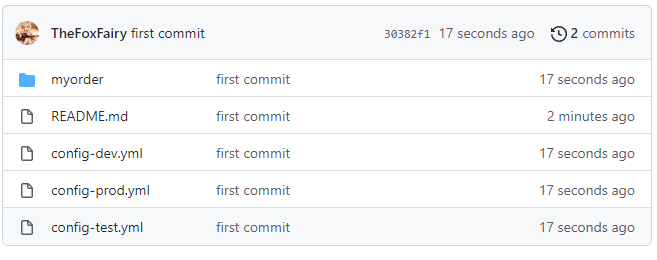 TheFoxFairy first commit 30382f1 17 seconds ago 2 commits
myorder first commit 17 seconds ago
README.md first commit 2 minutes ago
config-dev.yml first commit 17 seconds ago
config-prod.yml first commit 17 seconds ago
config-test.yml first commit 17 seconds ago